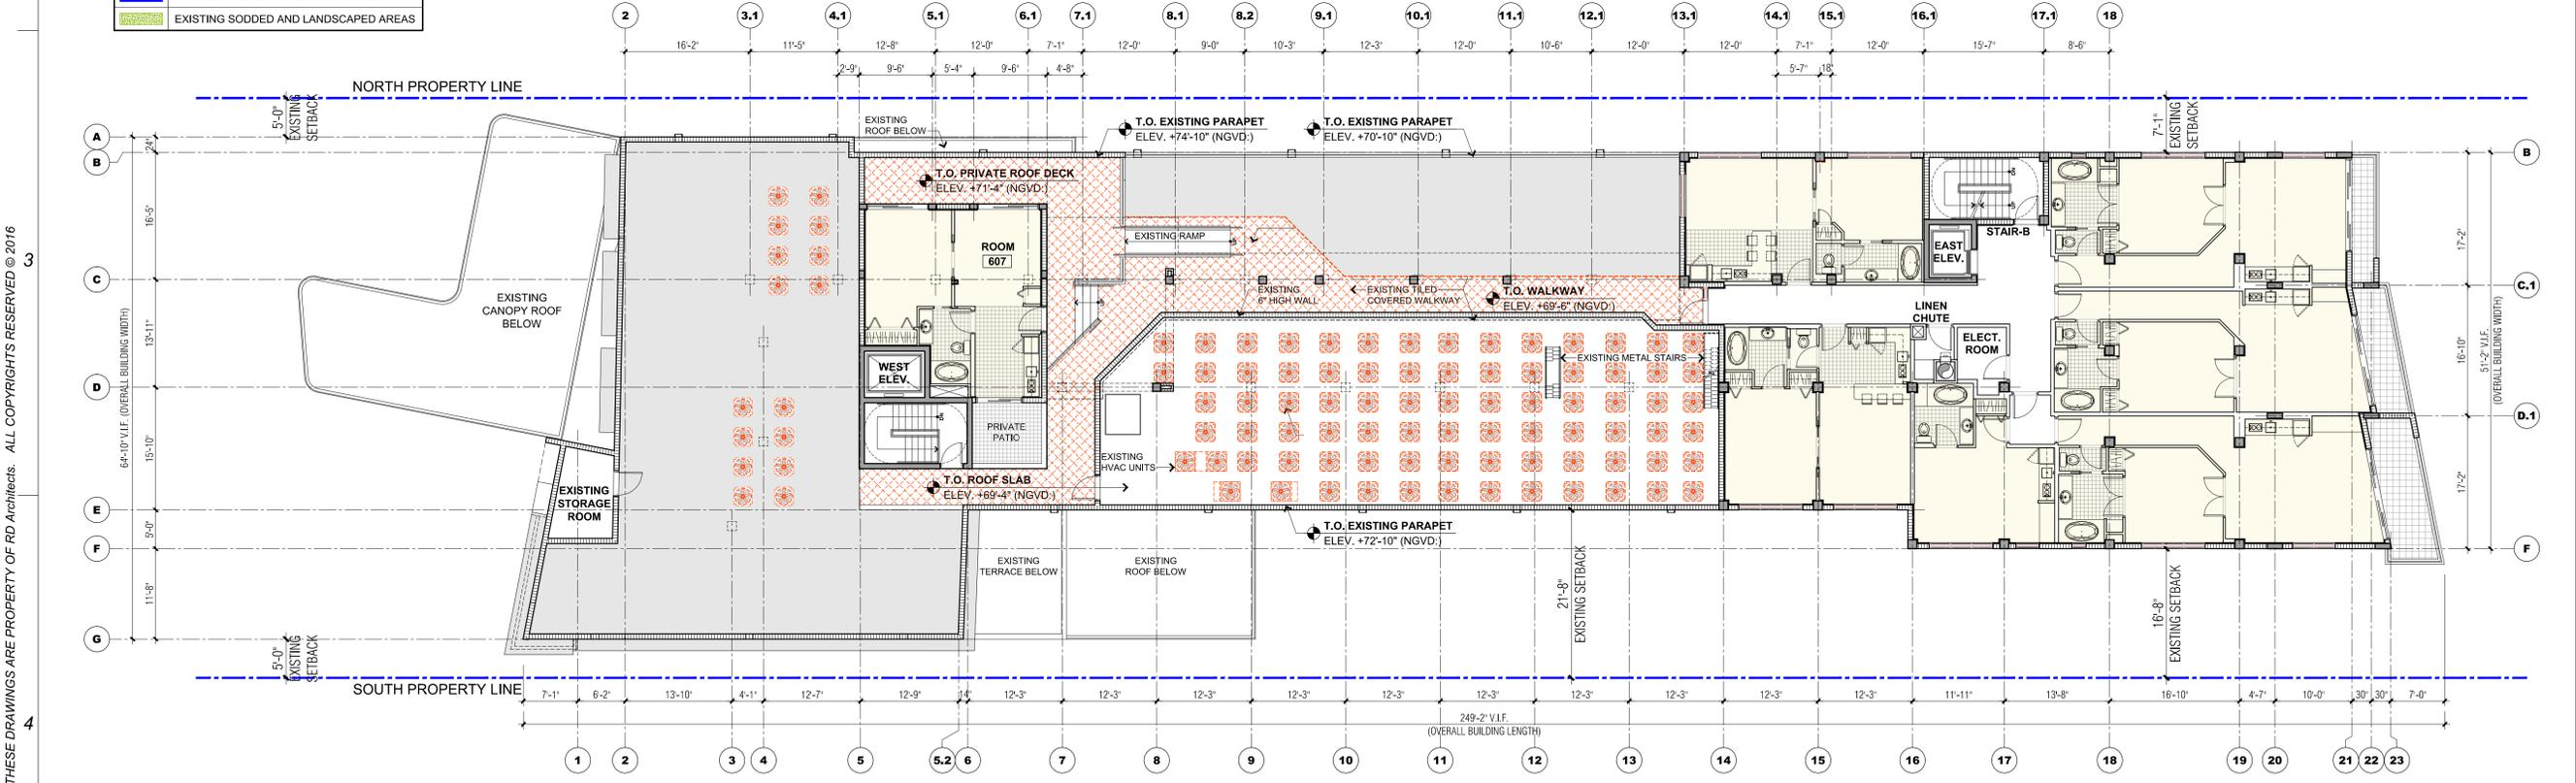 EXISTING SODDED AND LANDSCAPED AREAS
2 3.1 4.1 5.1 6.1 7.1 8.1 8.2 9.1 10.1 11.1 12.1 13.1 14.1 15.1 16.1 17.1 18
16'-2" 11'-5" 12'-8" 12'-0" 7'-1" 12'-0" 9'-0" 10'-3" 12'-3" 12'-0" 10'-6" 12'-0" 12'-0" 7'-1" 12'-0" 15'-7" 8'-6"
2'-9" 9'-6" 5'-4" 9'-6" 4'-8" 5'-7" 18"
NORTH PROPERTY LINE
5'-0"
EXISTING
SETBACK
7'-1"
EXISTING
SETBACK
EXISTING
ROOF BELOW
T.O. EXISTING PARAPET
ELEV. +74'-10" (NGVD:)
T.O. EXISTING PARAPET
ELEV. +70'-10" (NGVD:)
A
B
C
D
E
F
G
24"
16'-5"
13'-11"
15'-10"
5'-0"
11'-8"
64'-10" V.I.F. (OVERALL BUILDING WIDTH)
B
C.1
D.1
F
17'-2"
16'-10"
17'-2"
51'-2" V.I.F.
(OVERALL BUILDING WIDTH)
T.O. PRIVATE ROOF DECK
ELEV. +71'-4" (NGVD:)
ROOM
607
EXISTING RAMP
STAIR-B
EAST
ELEV.
EXISTING
CANOPY ROOF
BELOW
EXISTING
6" HIGH WALL
EXISTING TILED
COVERED WALKWAY
T.O. WALKWAY
ELEV. +69'-6" (NGVD:)
LINEN
CHUTE
ELECT.
ROOM
WEST
ELEV.
EXISTING METAL STAIRS
PRIVATE
PATIO
EXISTING
HVAC UNITS
T.O. ROOF SLAB
ELEV. +69'-4" (NGVD:)
EXISTING
STORAGE
ROOM
T.O. EXISTING PARAPET
ELEV. +72'-10" (NGVD:)
EXISTING
TERRACE BELOW
EXISTING
ROOF BELOW
21'-8"
EXISTING SETBACK
16'-8"
EXISTING SETBACK
5'-0"
EXISTING
SETBACK
SOUTH PROPERTY LINE
7'-1" 6'-2" 13'-10" 4'-1" 12'-7" 12'-9" 12'-3" 12'-3" 12'-3" 12'-3" 12'-3" 12'-3" 12'-3" 12'-3" 12'-3" 12'-3" 11'-11" 13'-8" 16'-10" 4'-7" 10'-0" 30" 30" 7'-0"
249'-2" V.I.F.
(OVERALL BUILDING LENGTH)
1 2 3 4 5 5.2 6 7 8 9 10 11 12 13 14 15 16 17 18 19 20 21 22 23
3
4
THESE DRAWINGS ARE PROPERTY OF RD Architects. ALL COPYRIGHTS RESERVED © 2016